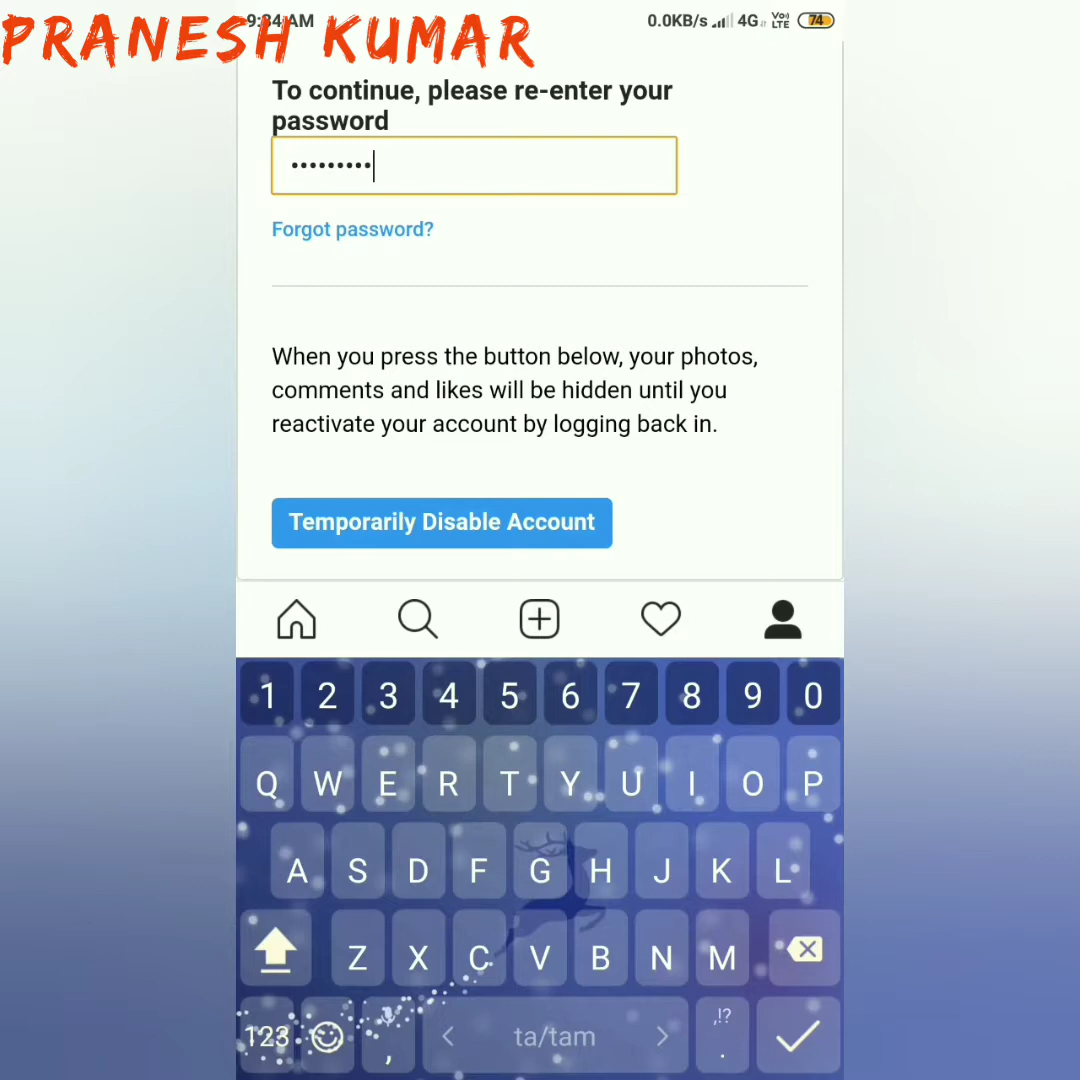 PRANESH KUMAR
9:34 AM
0.0KB/s 4G Vo) LTE 74
To continue, please re-enter your
password
•••••••••
Forgot password?
When you press the button below, your photos,
comments and likes will be hidden until you
reactivate your account by logging back in.
Temporarily Disable Account
1 2 3 4 5 6 7 8 9 0
Q W E R T Y U I O P
A S D F G H J K L
Z X C V B N M
,!?
123 , < ta/tam > .